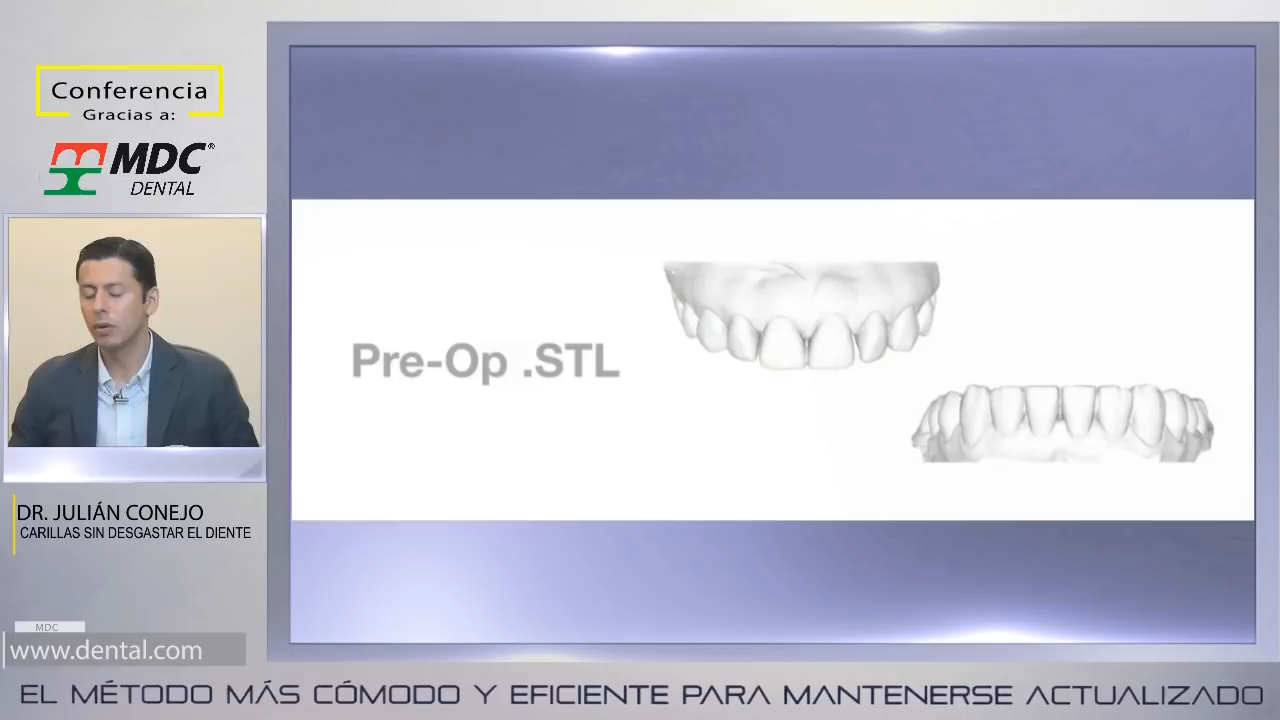 Conferencia
Gracias a:
MDC®
DENTAL
Pre-Op .STL
DR. JULIÁN CONEJO
CARILLAS SIN DESGASTAR EL DIENTE
MDC
www.dental.com
EL MÉTODO MÁS CÓMODO Y EFICIENTE PARA MANTENERSE ACTUALIZADO